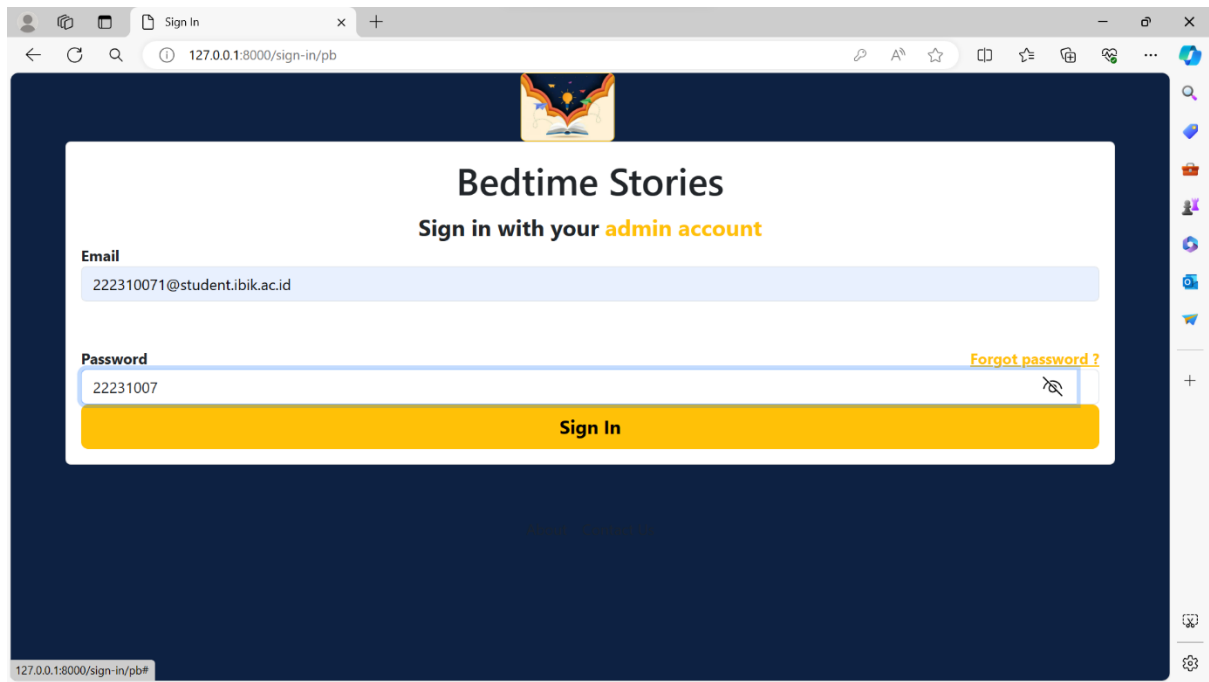 Sign In
127.0.0.1:8000/sign-in/pb
Bedtime Stories
Sign in with your admin account
Email
222310071@student.ibik.ac.id
Password Forgot password ?
22231007
Sign In
127.0.0.1:8000/sign-in/pb#